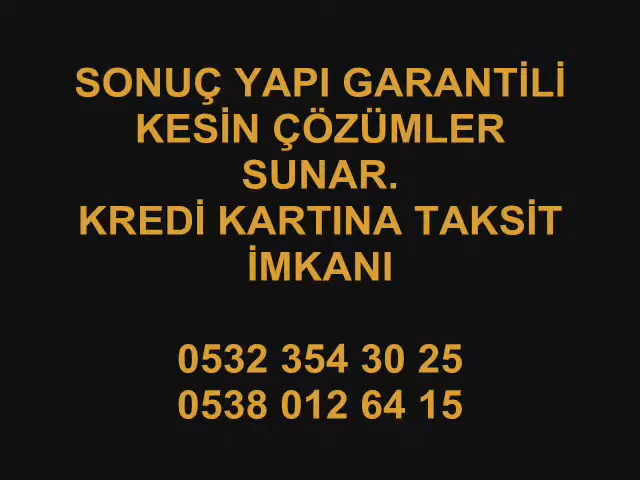 SONUÇ YAPI GARANTİLİ
KESİN ÇÖZÜMLER
SUNAR.
KREDİ KARTINA TAKSİT
İMKANI
0532 354 30 25
0538 012 64 15